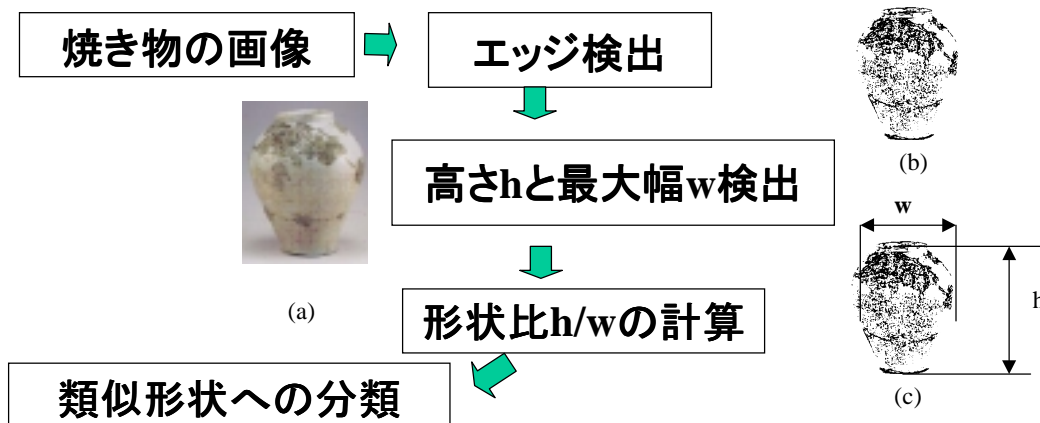 焼き物の画像
エッジ検出
(b)
高さhと最大幅w検出
w
h
(a)
形状比h/wの計算
類似形状への分類
(c)